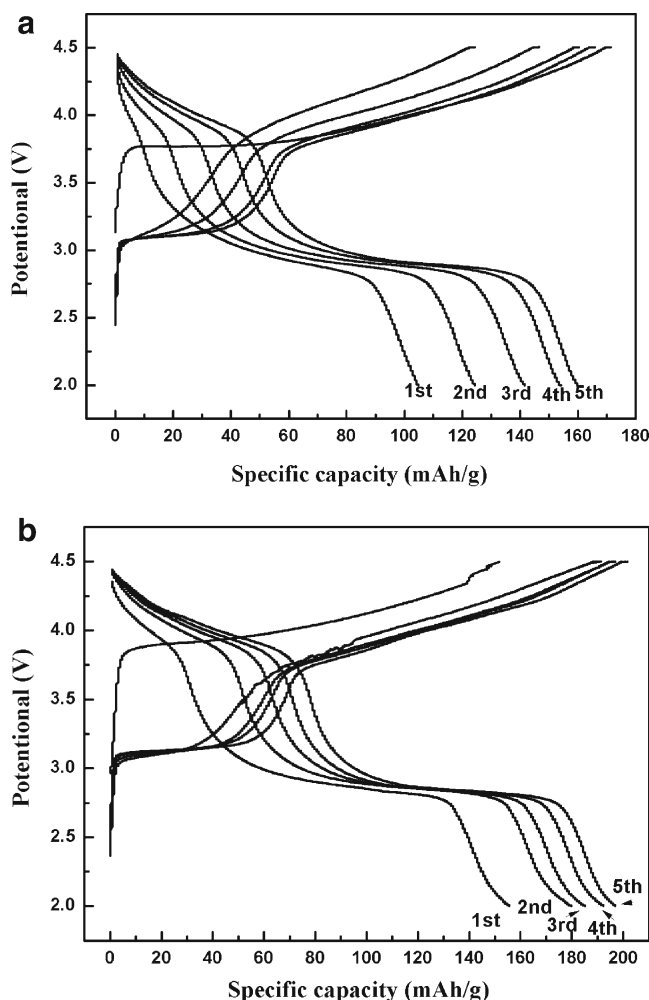 a
4.5
4.0
3.5
3.0
2.5
2.0
Potentional (V)
1st 2nd 3rd 4th 5th
0 20 40 60 80 100 120 140 160 180
Specific capacity (mAh/g)
b
4.5
4.0
3.5
3.0
2.5
2.0
Potentional (V)
5th
1st 2nd 3rd 4th
0 20 40 60 80 100 120 140 160 180 200
Specific capacity (mAh/g)